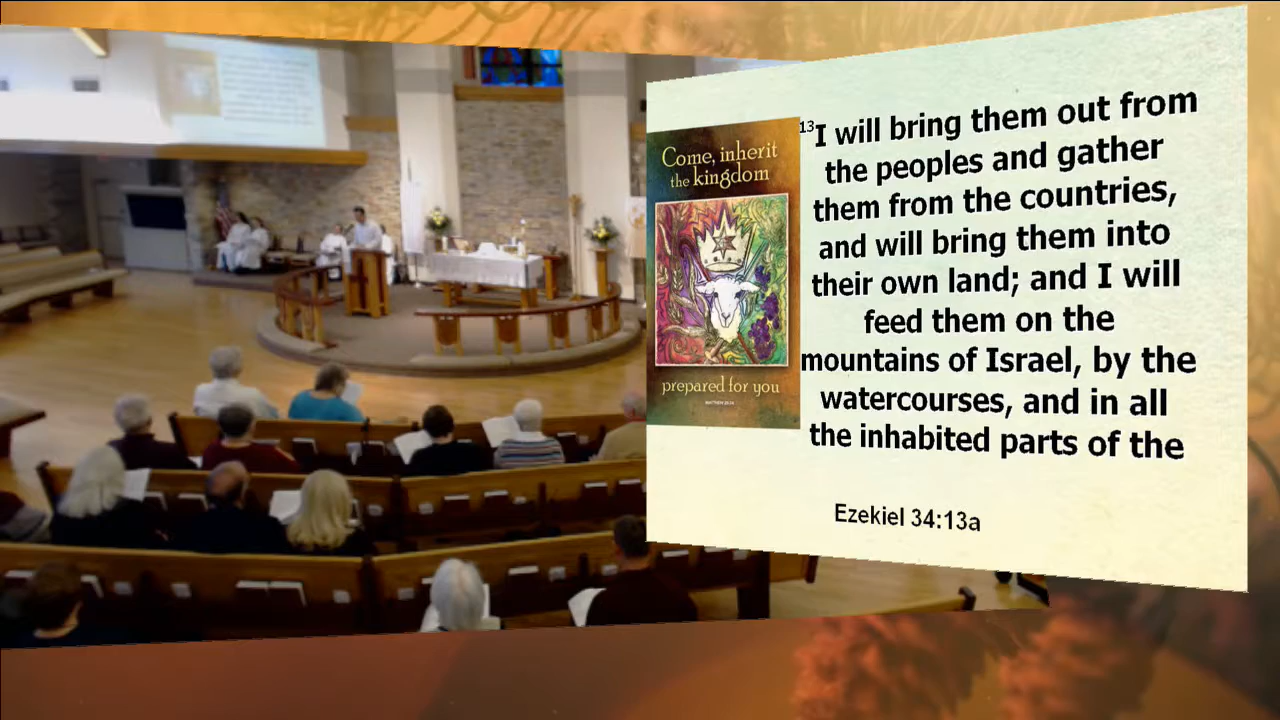 Come, inherit
the kingdom
prepared for you
13I will bring them out from
the peoples and gather
them from the countries,
and will bring them into
their own land; and I will
feed them on the
mountains of Israel, by the
watercourses, and in all
the inhabited parts of the
Ezekiel 34:13a